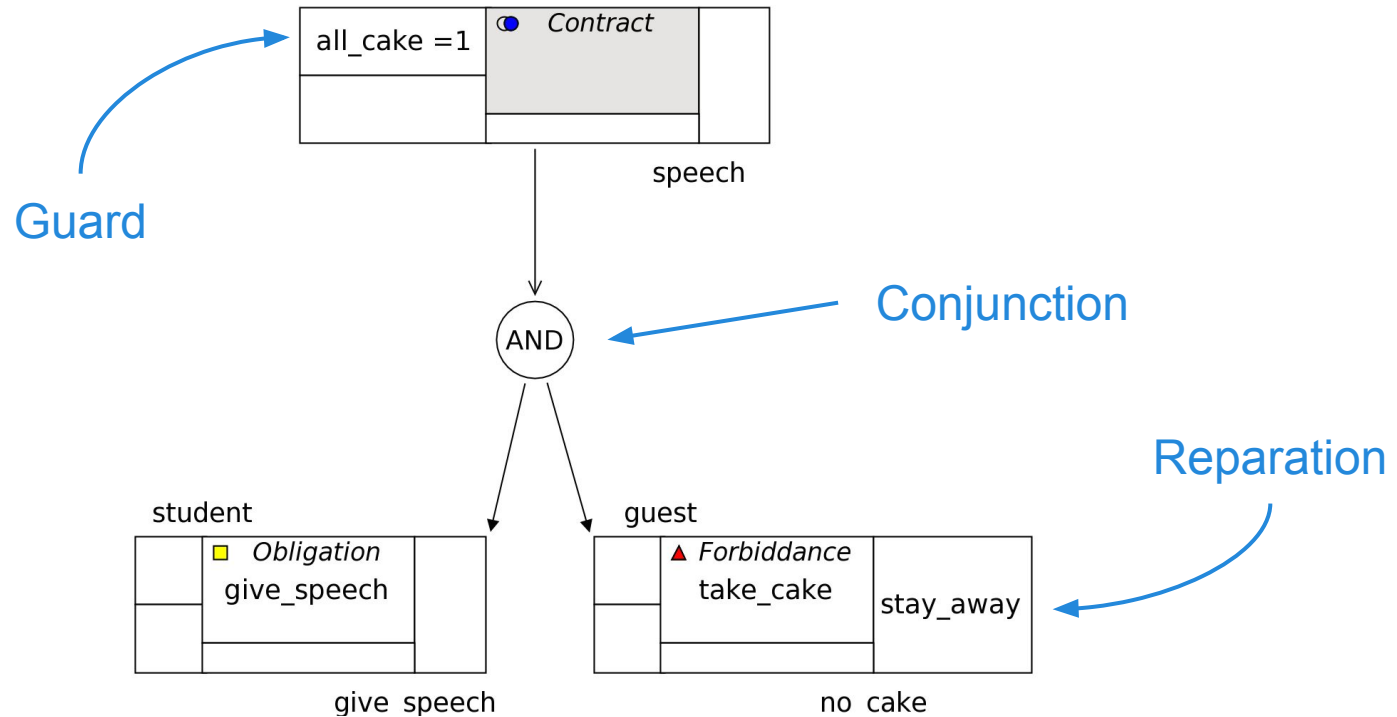 all_cake =1
Contract
speech
Guard
Conjunction
AND
Reparation
student
Obligation
give_speech
give_speech
guest
Forbiddance
take_cake
stay_away
no_cake